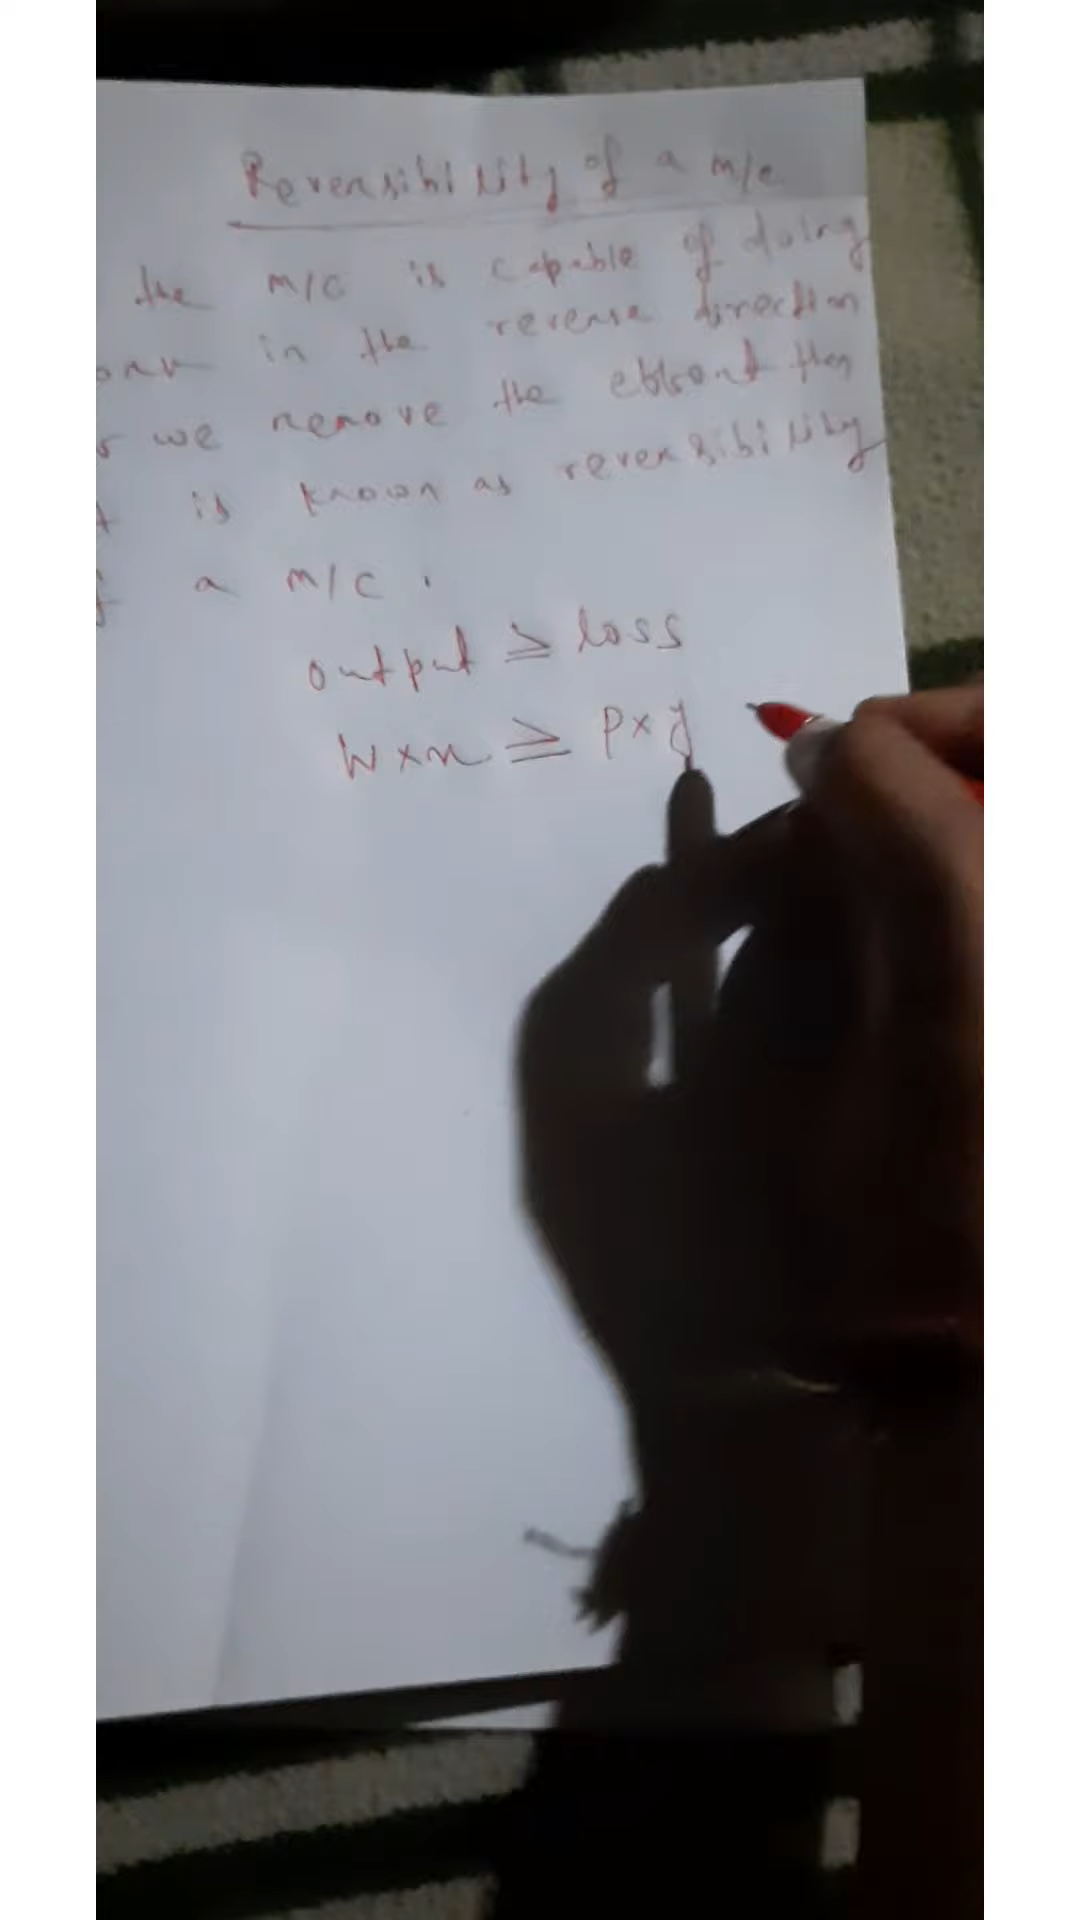 Reversibility of a m/c
the m/c is capable of doing
in the reverse direction
we remove the effort then
is known as reversibility
a m/c.
output ≥ loss
W×x ≥ P×y